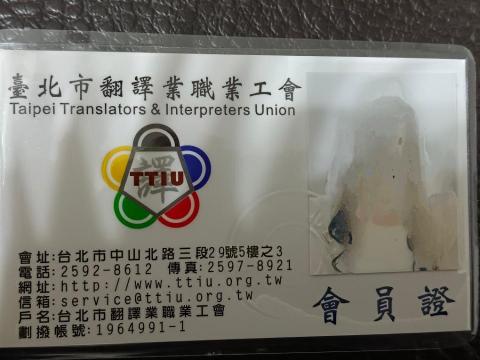 臺北市翻譯業職業工會
Taipei Translators & Interpreters Union
譯
TTIU
會址:台北市中山北路三段29號5樓之3
電話:2592-8612 傳真:2597-8921
網址:http://www.ttiu.org.tw
信箱:service@ttiu.org.tw
戶名:台北市翻譯業職業工會
劃撥帳號:1964991-1
會員證